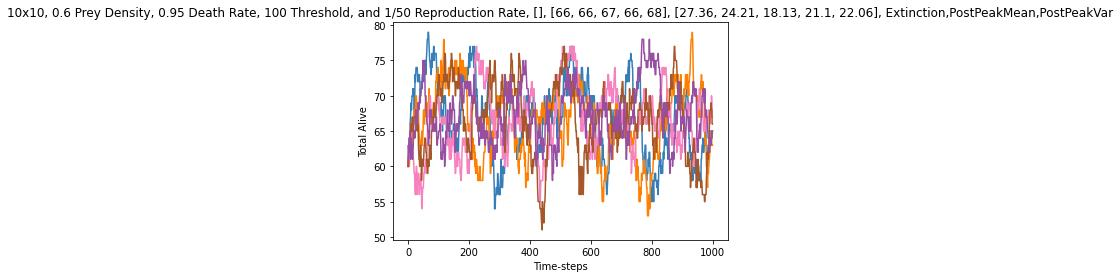 10x10, 0.6 Prey Density, 0.95 Death Rate, 100 Threshold, and 1/50 Reproduction Rate, [], [66, 66, 67, 66, 68], [27.36, 24.21, 18.13, 21.1, 22.06], Extinction,PostPeakMean,PostPeakVar
80
75
70
65
60
55
50
Total Alive
0 200 400 600 800 1000
Time-steps